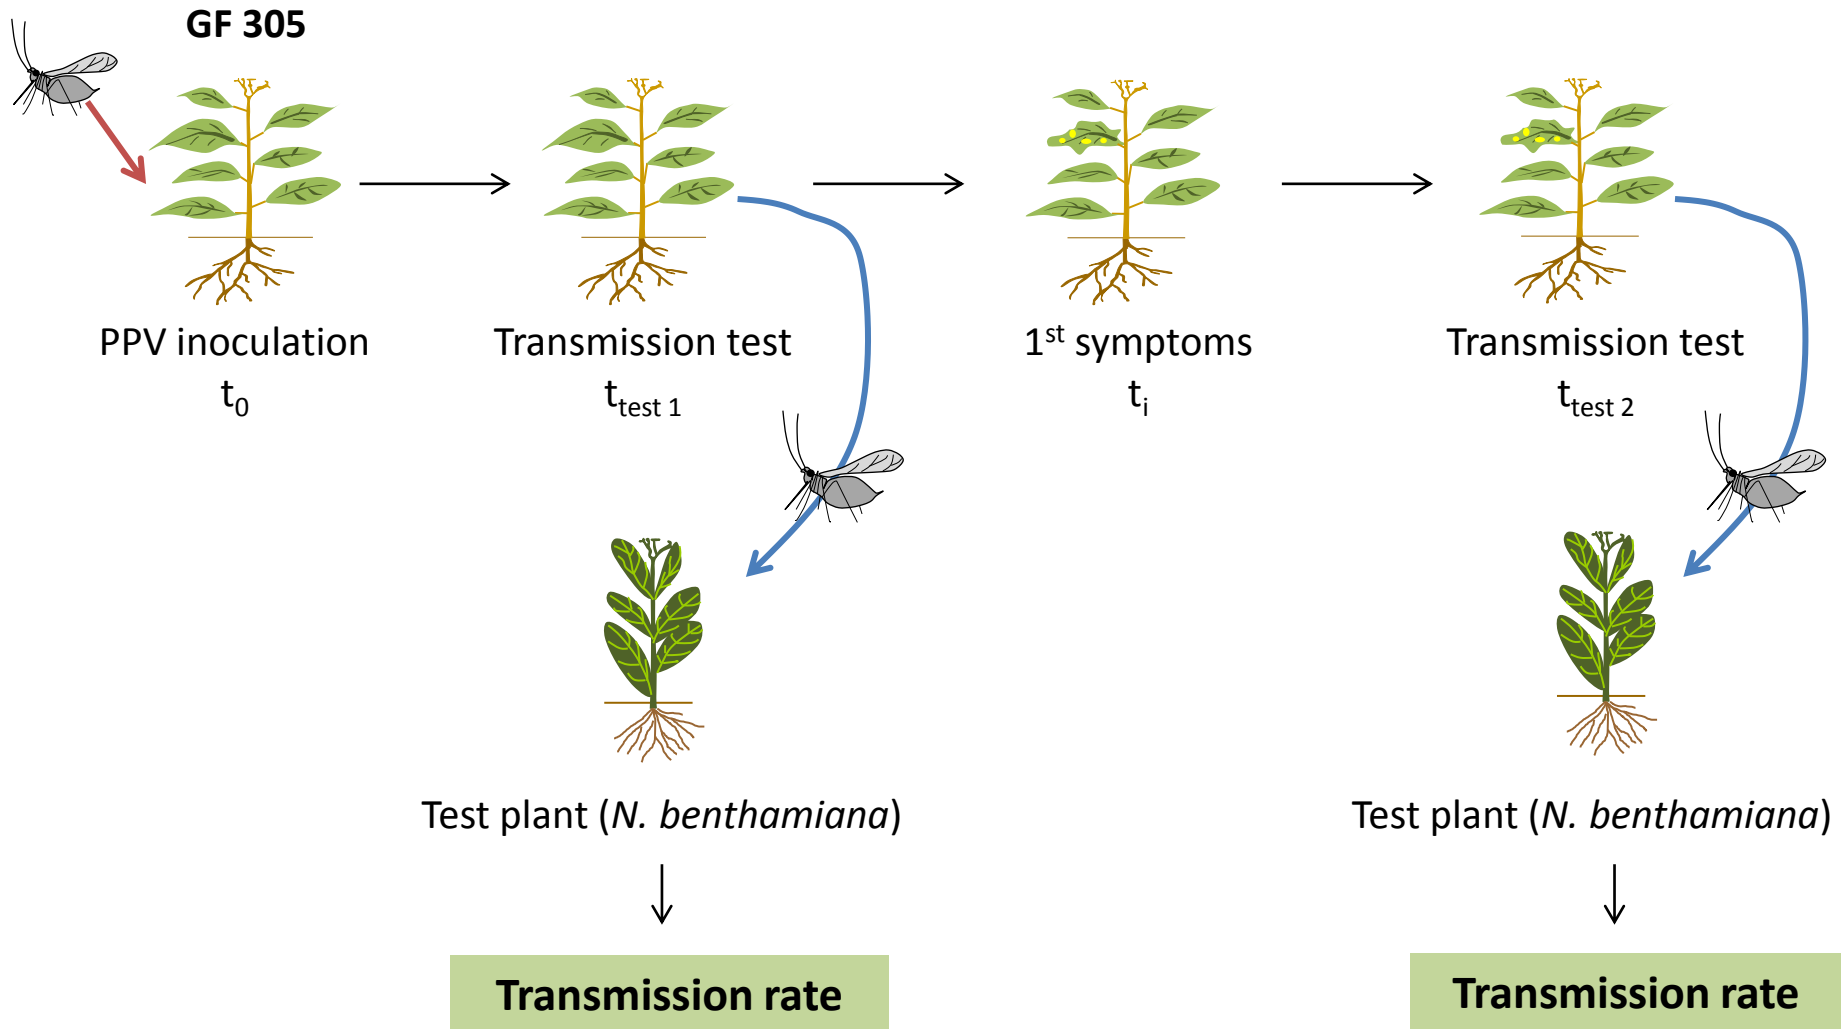 GF 305
PPV inoculation
t0
Transmission test
ttest 1
1st symptoms
ti
Transmission test
ttest 2
Test plant (N. benthamiana)
Test plant (N. benthamiana)
Transmission rate
Transmission rate